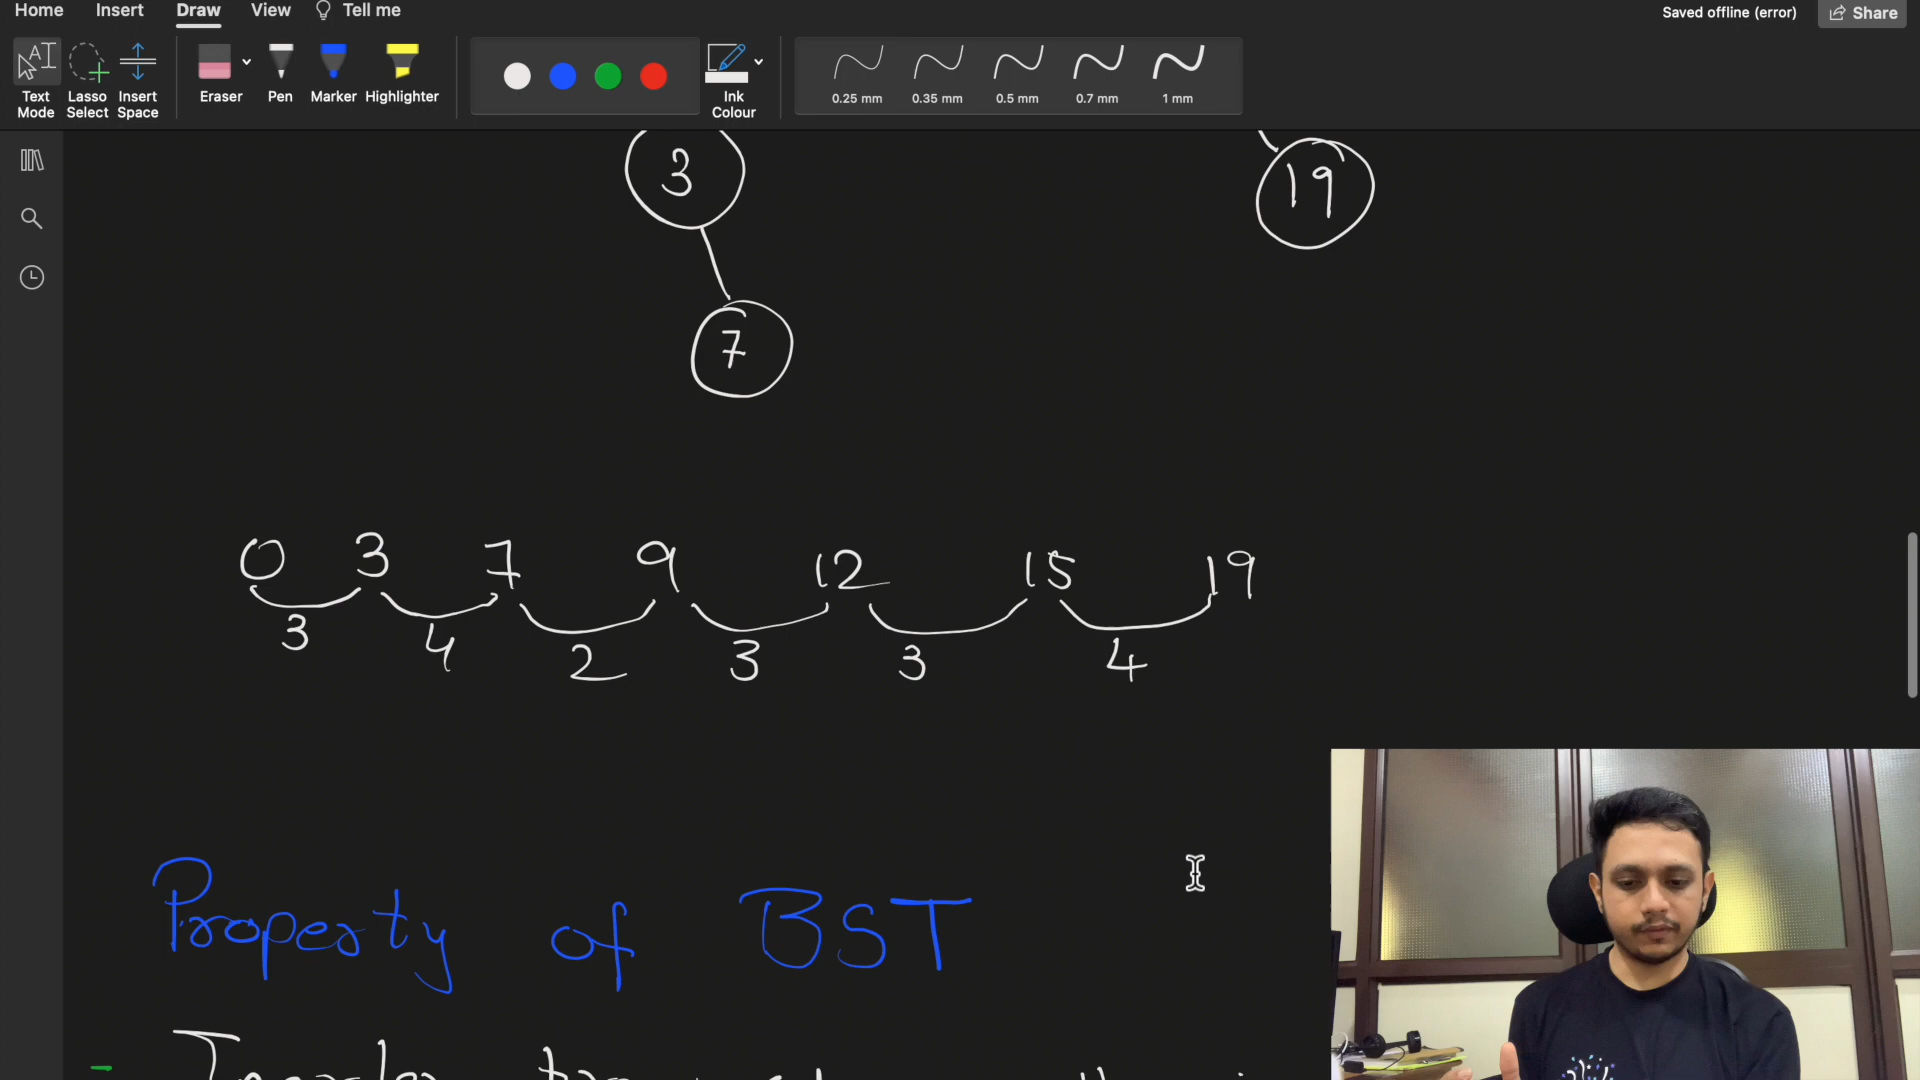 Home Insert Draw View Tell me Saved offline (error) Share
Text Mode Lasso Select Insert Space Eraser Pen Marker Highlighter Ink Colour 0.25 mm 0.35 mm 0.5 mm 0.7 mm 1 mm
3 19
7
0 3 7 9 12 15 19
3 4 2 3 3 4
Property of BST